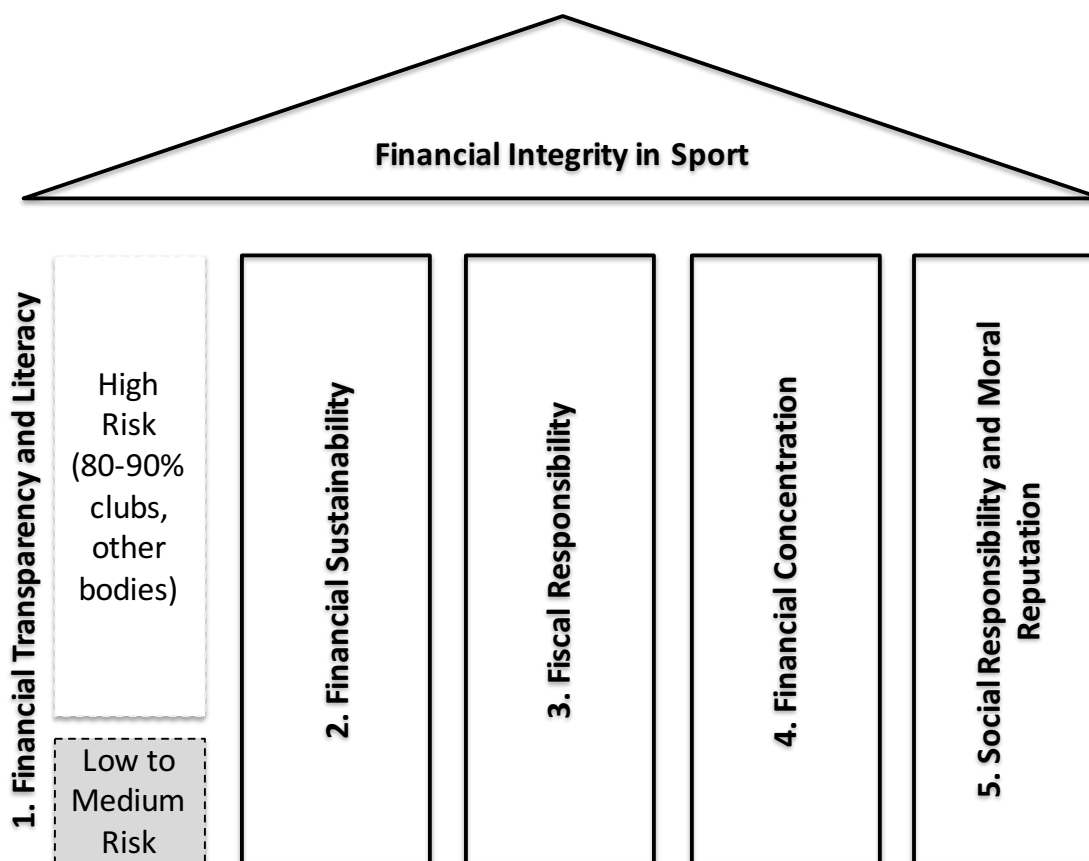 Financial Integrity in Sport
1. Financial Transparency and Literacy
High
Risk
(80-90%
clubs,
other
bodies)
Low to
Medium
Risk
2. Financial Sustainability
3. Fiscal Responsibility
4. Financial Concentration
5. Social Responsibility and Moral
Reputation